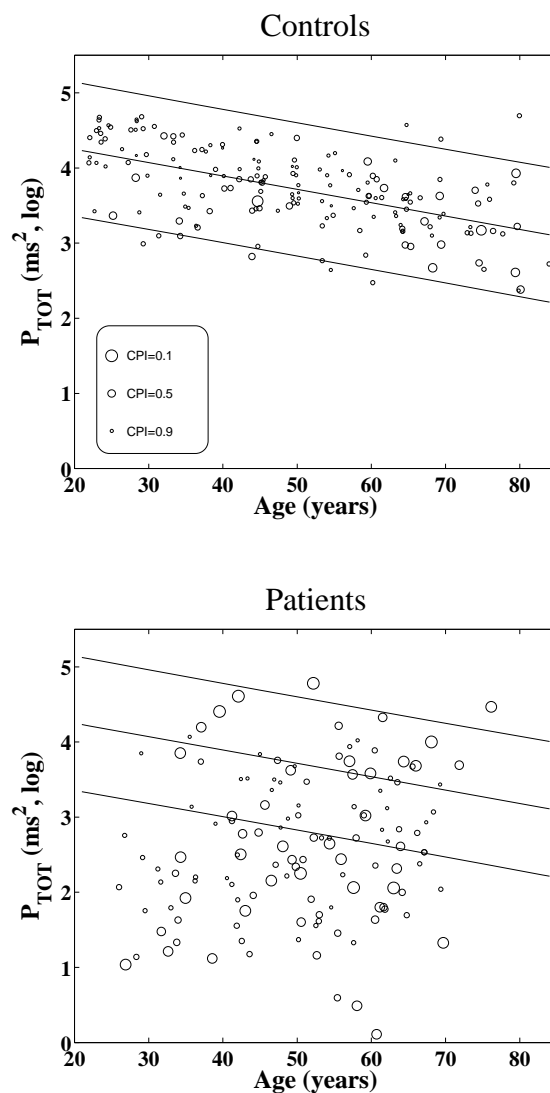 Controls
5
4
3
2
1
0
P_TOT (ms², log)
CPI=0.1
CPI=0.5
CPI=0.9
20 30 40 50 60 70 80
Age (years)
Patients
5
4
3
2
1
0
P_TOT (ms², log)
20 30 40 50 60 70 80
Age (years)